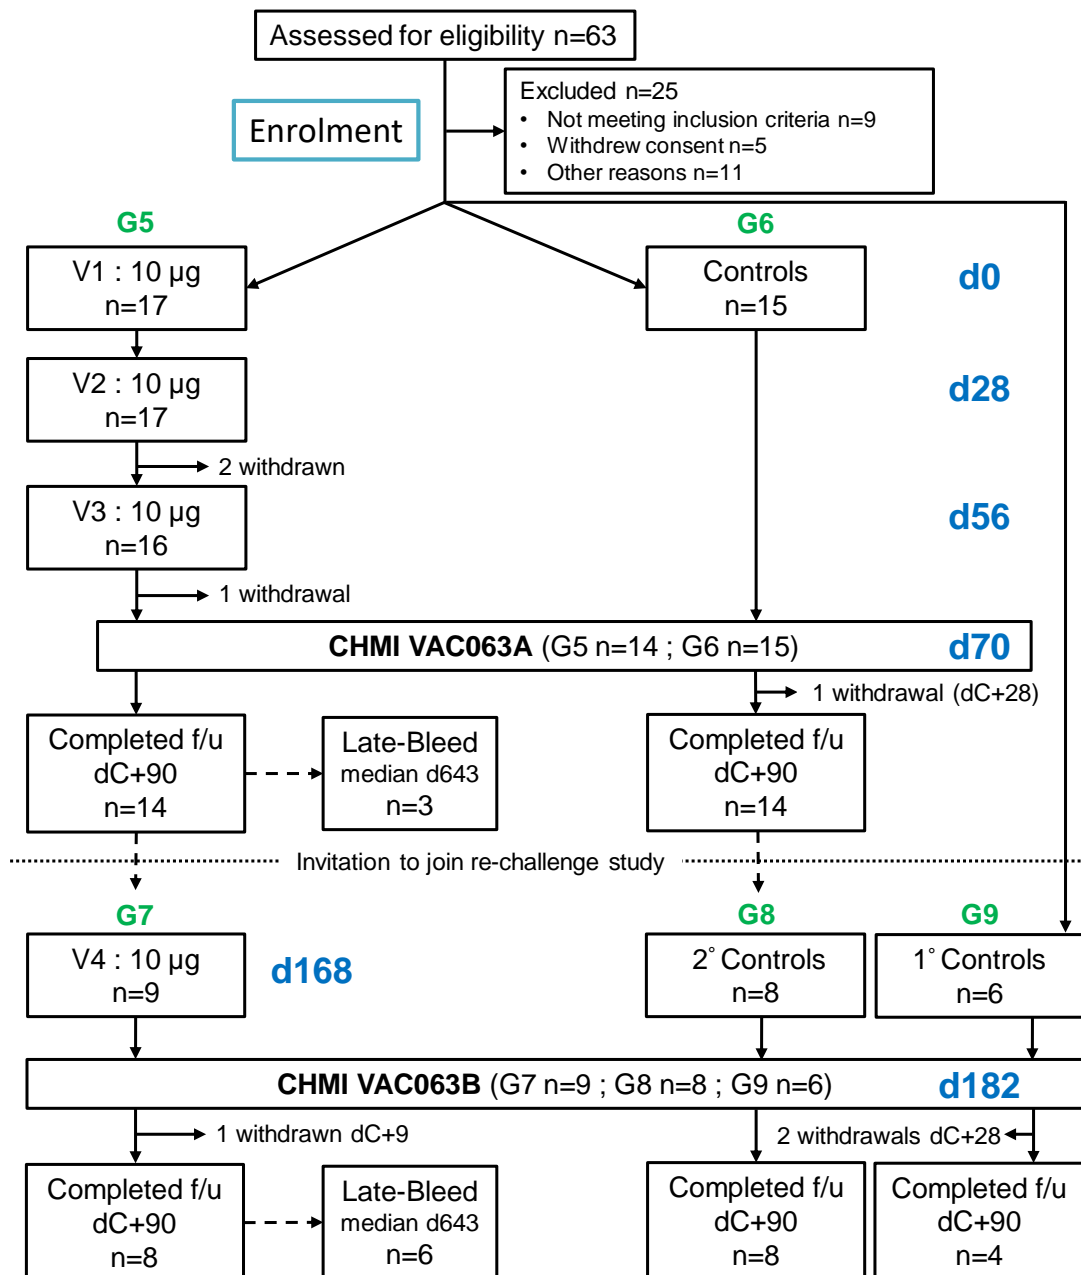 Assessed for eligibility n=63
Enrolment
Excluded n=25
• Not meeting inclusion criteria n=9
• Withdrew consent n=5
• Other reasons n=11
G5
G6
V1 : 10 µg
n=17
Controls
n=15
d0
V2 : 10 µg
n=17
d28
2 withdrawn
V3 : 10 µg
n=16
d56
1 withdrawal
CHMI VAC063A (G5 n=14 ; G6 n=15)
d70
1 withdrawal (dC+28)
Completed f/u
dC+90
n=14
Late-Bleed
median d643
n=3
Completed f/u
dC+90
n=14
Invitation to join re-challenge study
G7
G8
G9
V4 : 10 µg
n=9
d168
2° Controls
n=8
1° Controls
n=6
CHMI VAC063B (G7 n=9 ; G8 n=8 ; G9 n=6)
d182
1 withdrawn dC+9
2 withdrawals dC+28
Completed f/u
dC+90
n=8
Late-Bleed
median d643
n=6
Completed f/u
dC+90
n=8
Completed f/u
dC+90
n=4